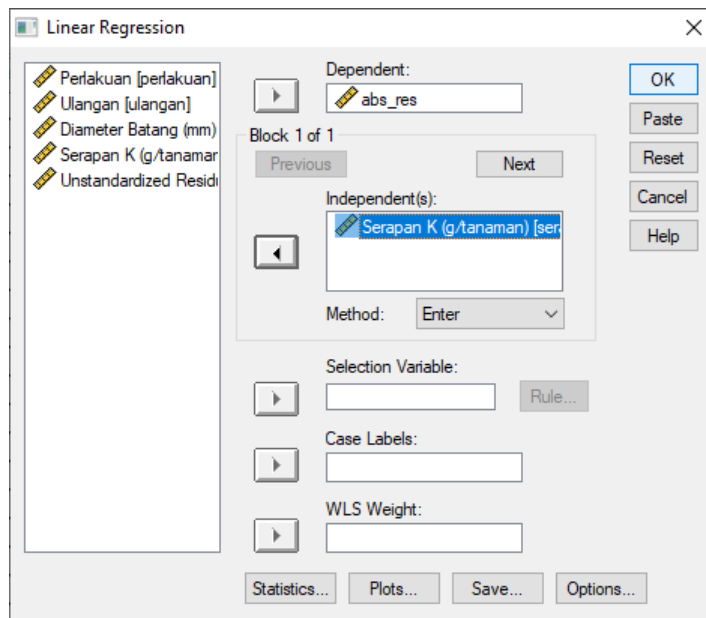 Linear Regression
Perlakuan [perlakuan]
Ulangan [ulangan]
Diameter Batang (mm)
Serapan K (g/tanamar
Unstandardized Residu
Dependent:
abs_res
Block 1 of 1
Previous
Next
Independent(s):
Serapan K (g/tanaman) [ser
Method:
Enter
Selection Variable:
Rule...
Case Labels:
WLS Weight:
Statistics...
Plots...
Save...
Options...
OK
Paste
Reset
Cancel
Help